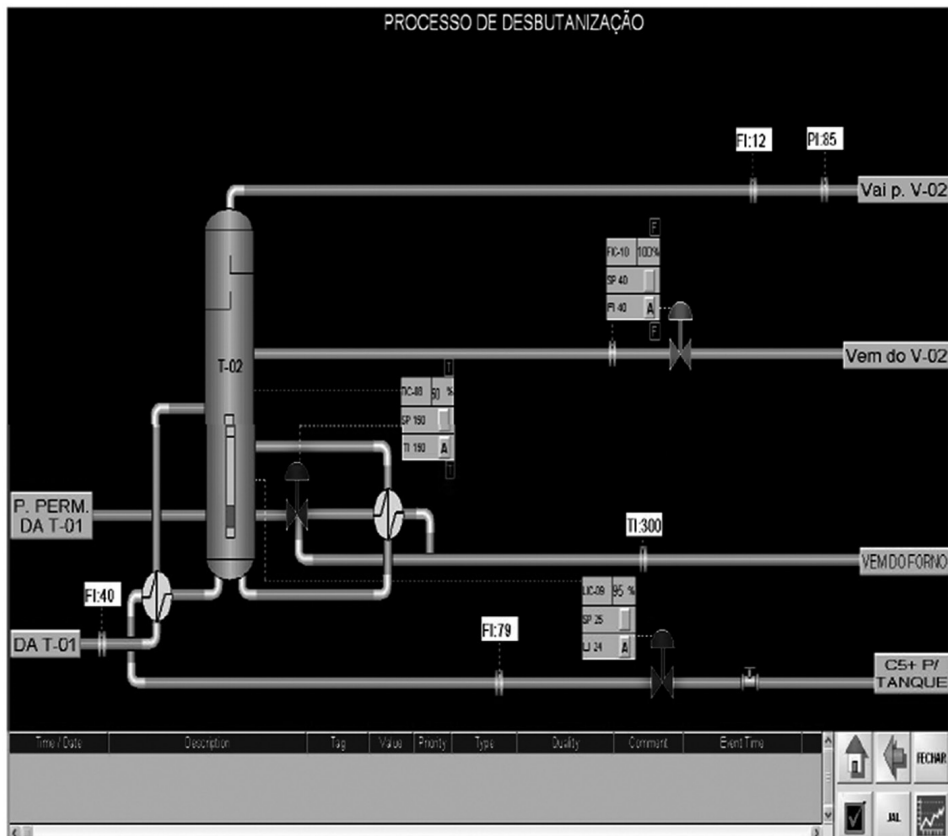 PROCESSO DE DESBUTANIZAÇÃO
FI:12
PI:85
Vai p. V-02
F
FIC-10 100%
SP 40
FI 40 A
F
Vem do V-02
T-02
T
TIC-08 50 %
SP 150
TI 150 A
T
P. PERM.
DA T-01
TI:300
VEM DO FORNO
FI:40
LIC-09 95 %
SP 25
LI 24 A
DA T-01
FI:79
C5+ P/
TANQUE
Time / Date Description Tag Value Priority Type Quality Comment Event Time
FECHAR
JAL